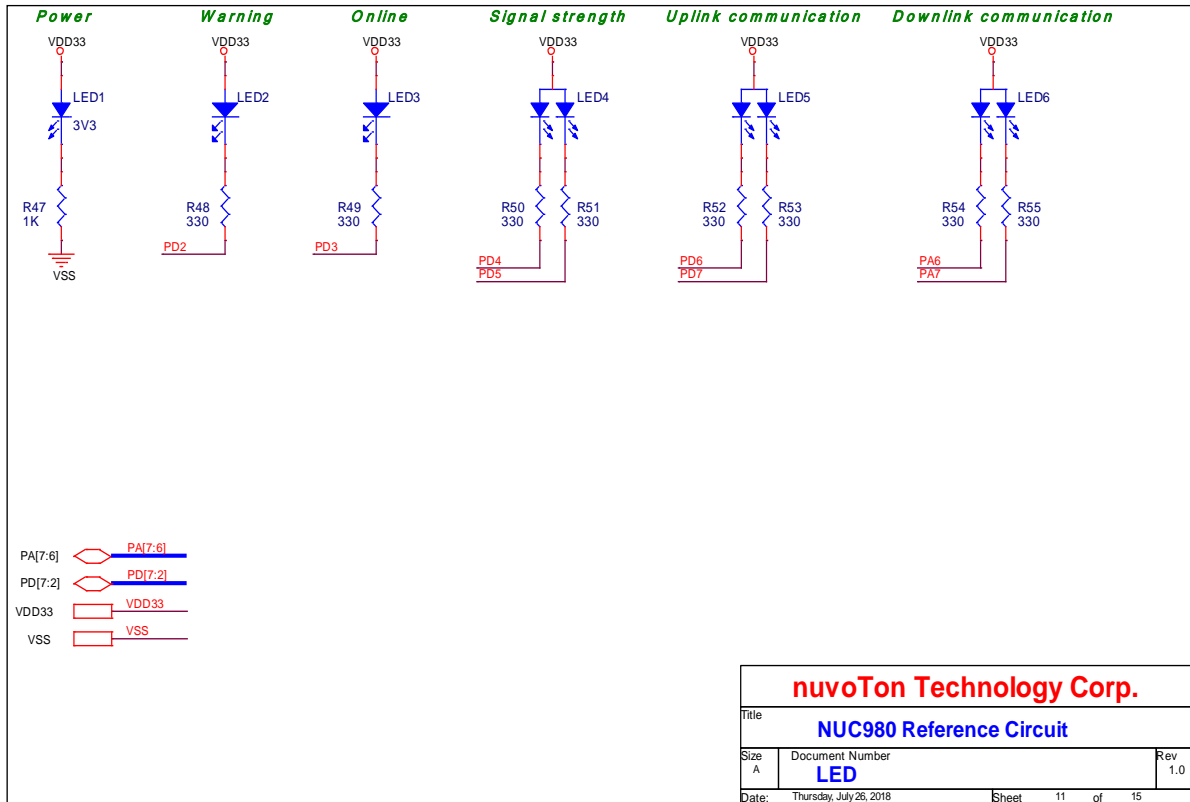 Power Warning Online Signal strength Uplink communication Downlink communication
VDD33 VDD33 VDD33 VDD33 VDD33 VDD33
LED1 LED2 LED3 LED4 LED5 LED6
3V3
R47 R48 R49 R50 R51 R52 R53 R54 R55
1K 330 330 330 330 330 330 330 330
PD2 PD3
PD4 PD6 PA6
VSS PD5 PD7 PA7
PA[7:6] PA[7:6]
PD[7:2] PD[7:2]
VDD33 VDD33
VSS VSS
nuvoTon Technology Corp.
Title
NUC980 Reference Circuit
Size Document Number Rev
A LED 1.0
Date: Thursday, July 26, 2018 Sheet 11 of 15